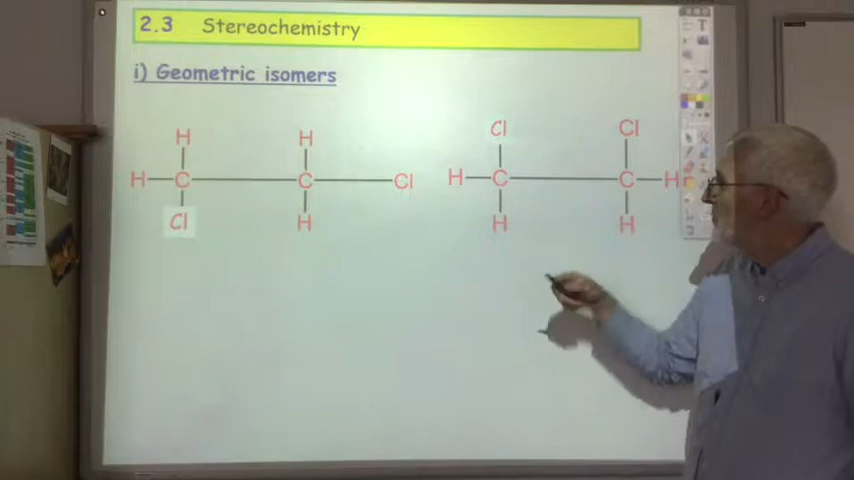 2.3 Stereochemistry
i) Geometric isomers
H H Cl Cl
H C C Cl H C C H
Cl H H H